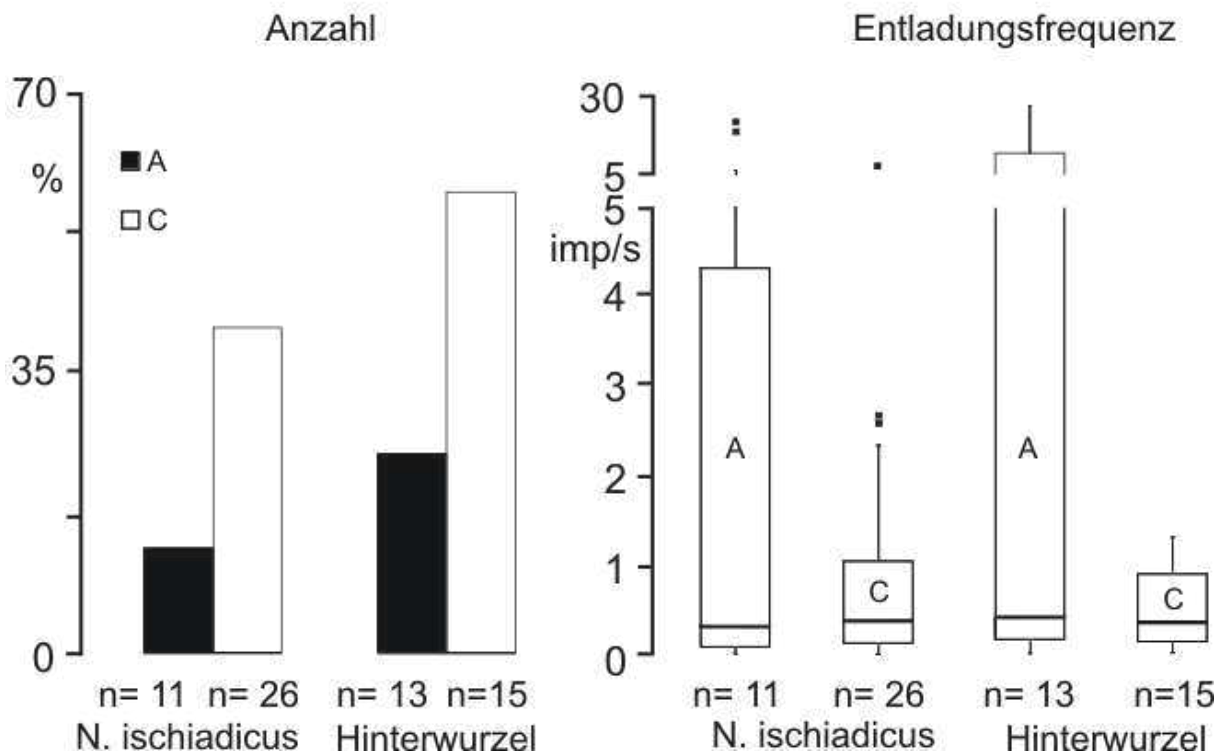 Anzahl
70
%
35
0
A
C
n= 11 n= 26 n= 13 n=15
N. ischiadicus Hinterwurzel
Entladungsfrequenz
30
5
5
imp/s
4
3
2
1
0
A
C
A
C
n= 11 n= 26 n= 13 n=15
N. ischiadicus Hinterwurzel